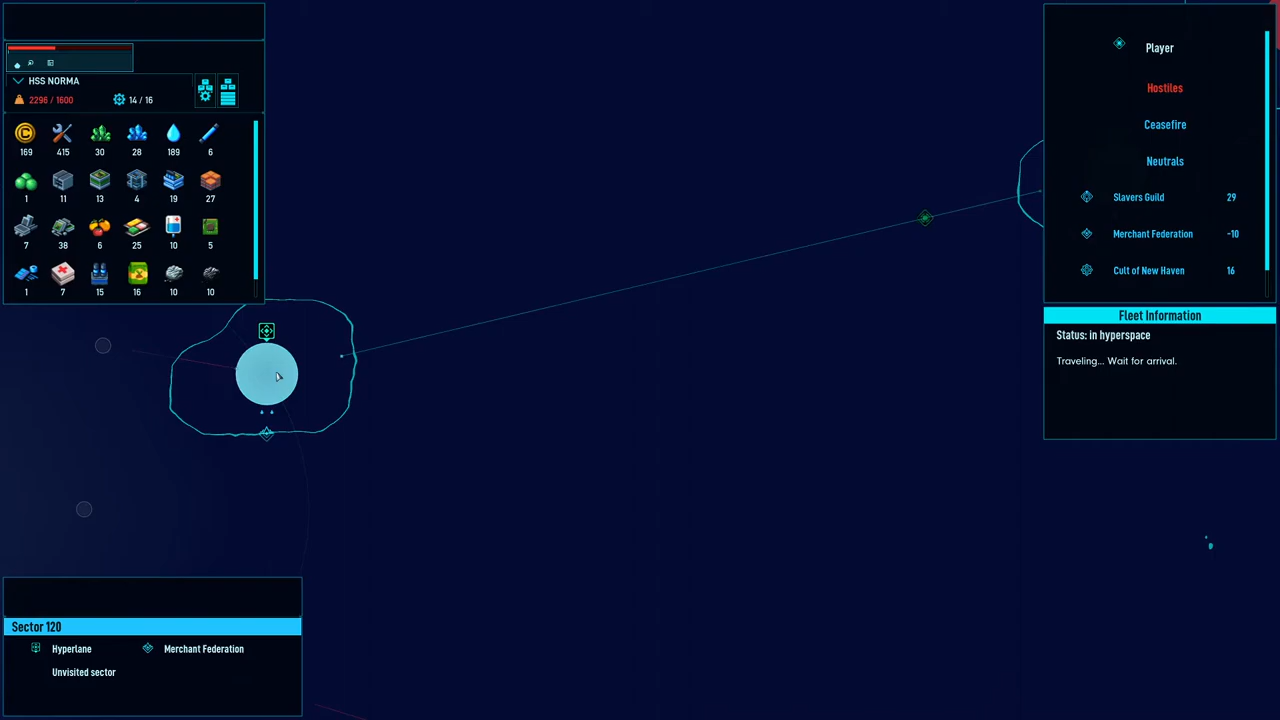 HSS NORMA
2296 / 1600 14 / 16
169 415 30 28 189 6
1 11 13 4 19 27
7 38 6 25 10 5
1 7 15 16 10 10
Player
Hostiles
Ceasefire
Neutrals
Slavers Guild 29
Merchant Federation -10
Cult of New Haven 16
Fleet Information
Status: in hyperspace
Traveling... Wait for arrival.
Sector 120
Hyperlane Merchant Federation
Unvisited sector